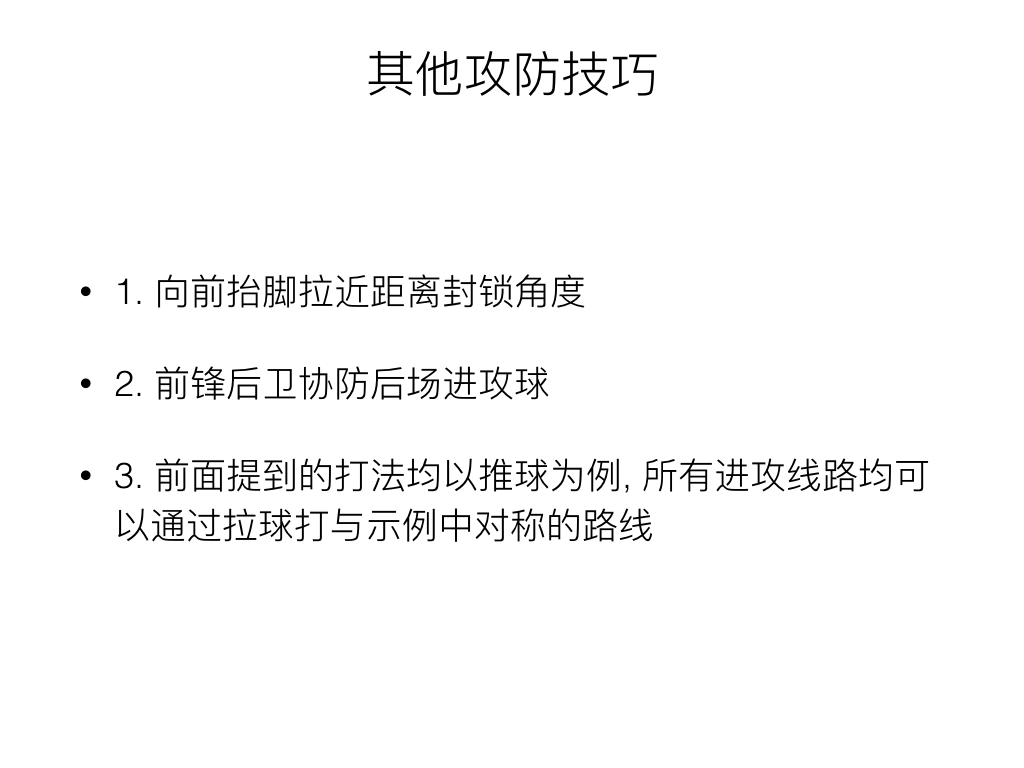 其他攻防技巧
• 1. 向前抬脚拉近距离封锁角度
• 2. 前锋后卫协防后场进攻球
• 3. 前面提到的打法均以推球为例, 所有进攻线路均可
以通过拉球打与示例中对称的路线